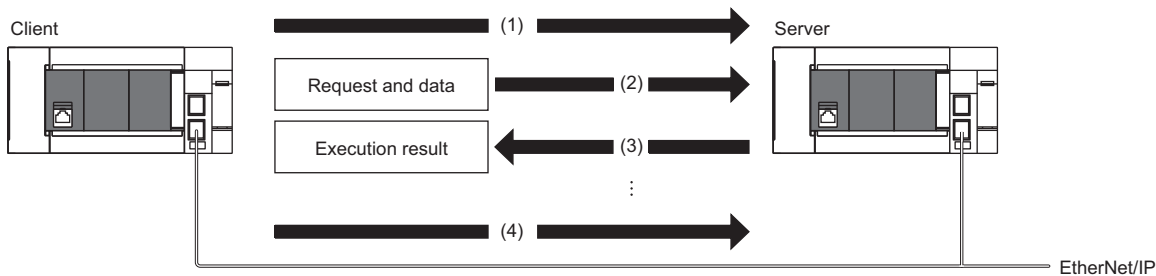 Client
(1)
Server
Request and data
(2)
Execution result
(3)
⋮
(4)
EtherNet/IP